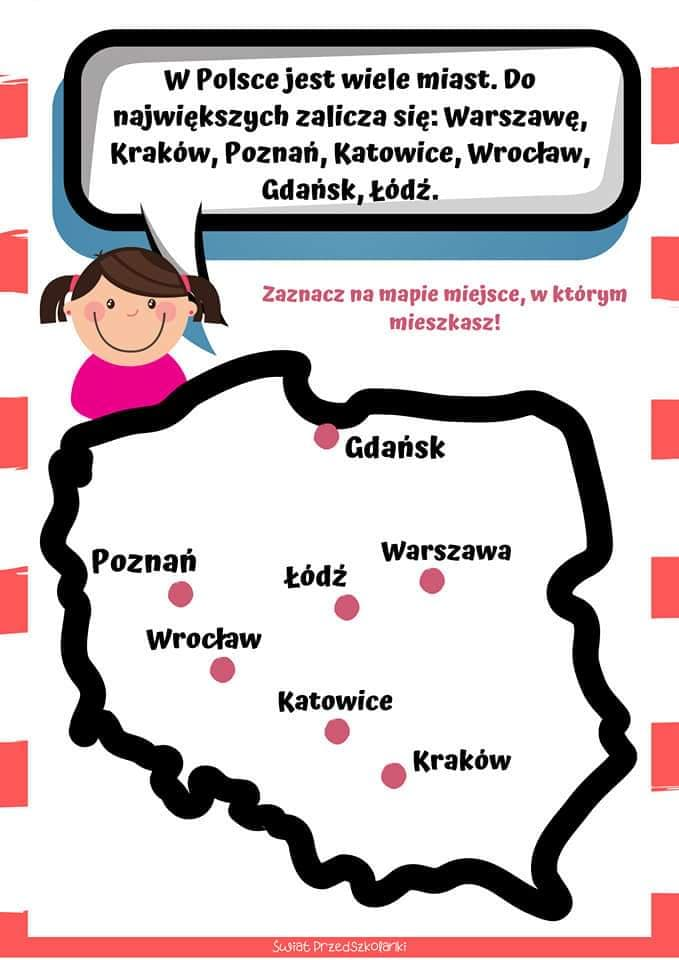 W Polsce jest wiele miast. Do
największych zalicza się: Warszawę,
Kraków, Poznań, Katowice, Wrocław,
Gdańsk, Łódź.
Zaznacz na mapie miejsce, w którym
mieszkasz!
Gdańsk
Warszawa
Poznań
Łódź
Wrocław
Katowice
Kraków
Świat PrzedSzkolanki